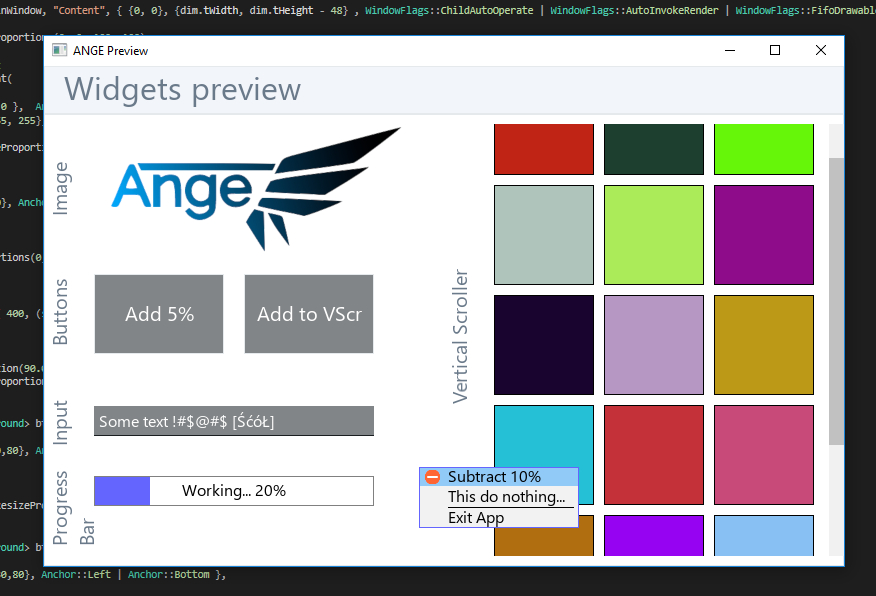 nWindow, "Content", { {0, 0}, {dim.tWidth, dim.tHeight - 48} , WindowFlags::ChildAutoOperate | WindowFlags::AutoInvokeRender | WindowFlags::FifoDrawable
ANGE Preview
Widgets preview
Image
Ange
Buttons
Add 5%
Add to VScr
Input
Some text !#$@#$ [ŚćóŁ]
Progress
Bar
Working... 20%
Vertical Scroller
Subtract 10%
This do nothing...
Exit App
0,80}, Anchor::Left | Anchor::Bottom },